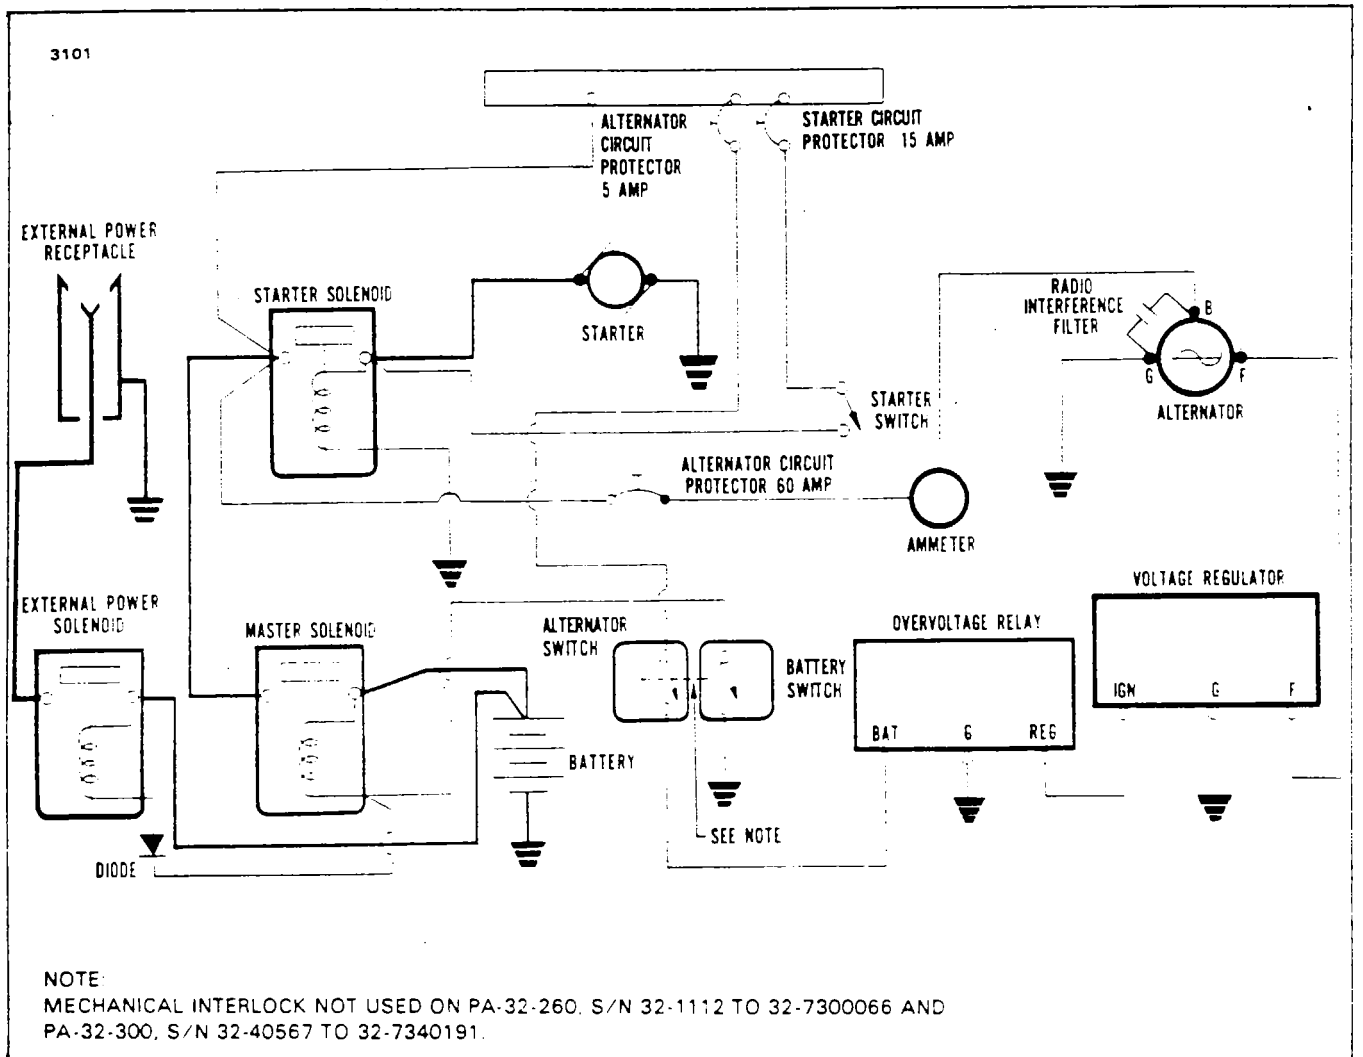 3101
ALTERNATOR
CIRCUIT
PROTECTOR
5 AMP
STARTER CIRCUIT
PROTECTOR 15 AMP
EXTERNAL POWER
RECEPTACLE
STARTER SOLENOID
STARTER
RADIO
INTERFERENCE
FILTER
B
G
F
ALTERNATOR
STARTER
SWITCH
ALTERNATOR CIRCUIT
PROTECTOR 60 AMP
AMMETER
EXTERNAL POWER
SOLENOID
MASTER SOLENOID
ALTERNATOR
SWITCH
BATTERY
SWITCH
OVERVOLTAGE RELAY
BAT G REG
VOLTAGE REGULATOR
IGN G F
BATTERY
SEE NOTE
DIODE
NOTE:
MECHANICAL INTERLOCK NOT USED ON PA-32-260, S/N 32-1112 TO 32-7300066 AND
PA-32-300, S/N 32-40567 TO 32-7340191.